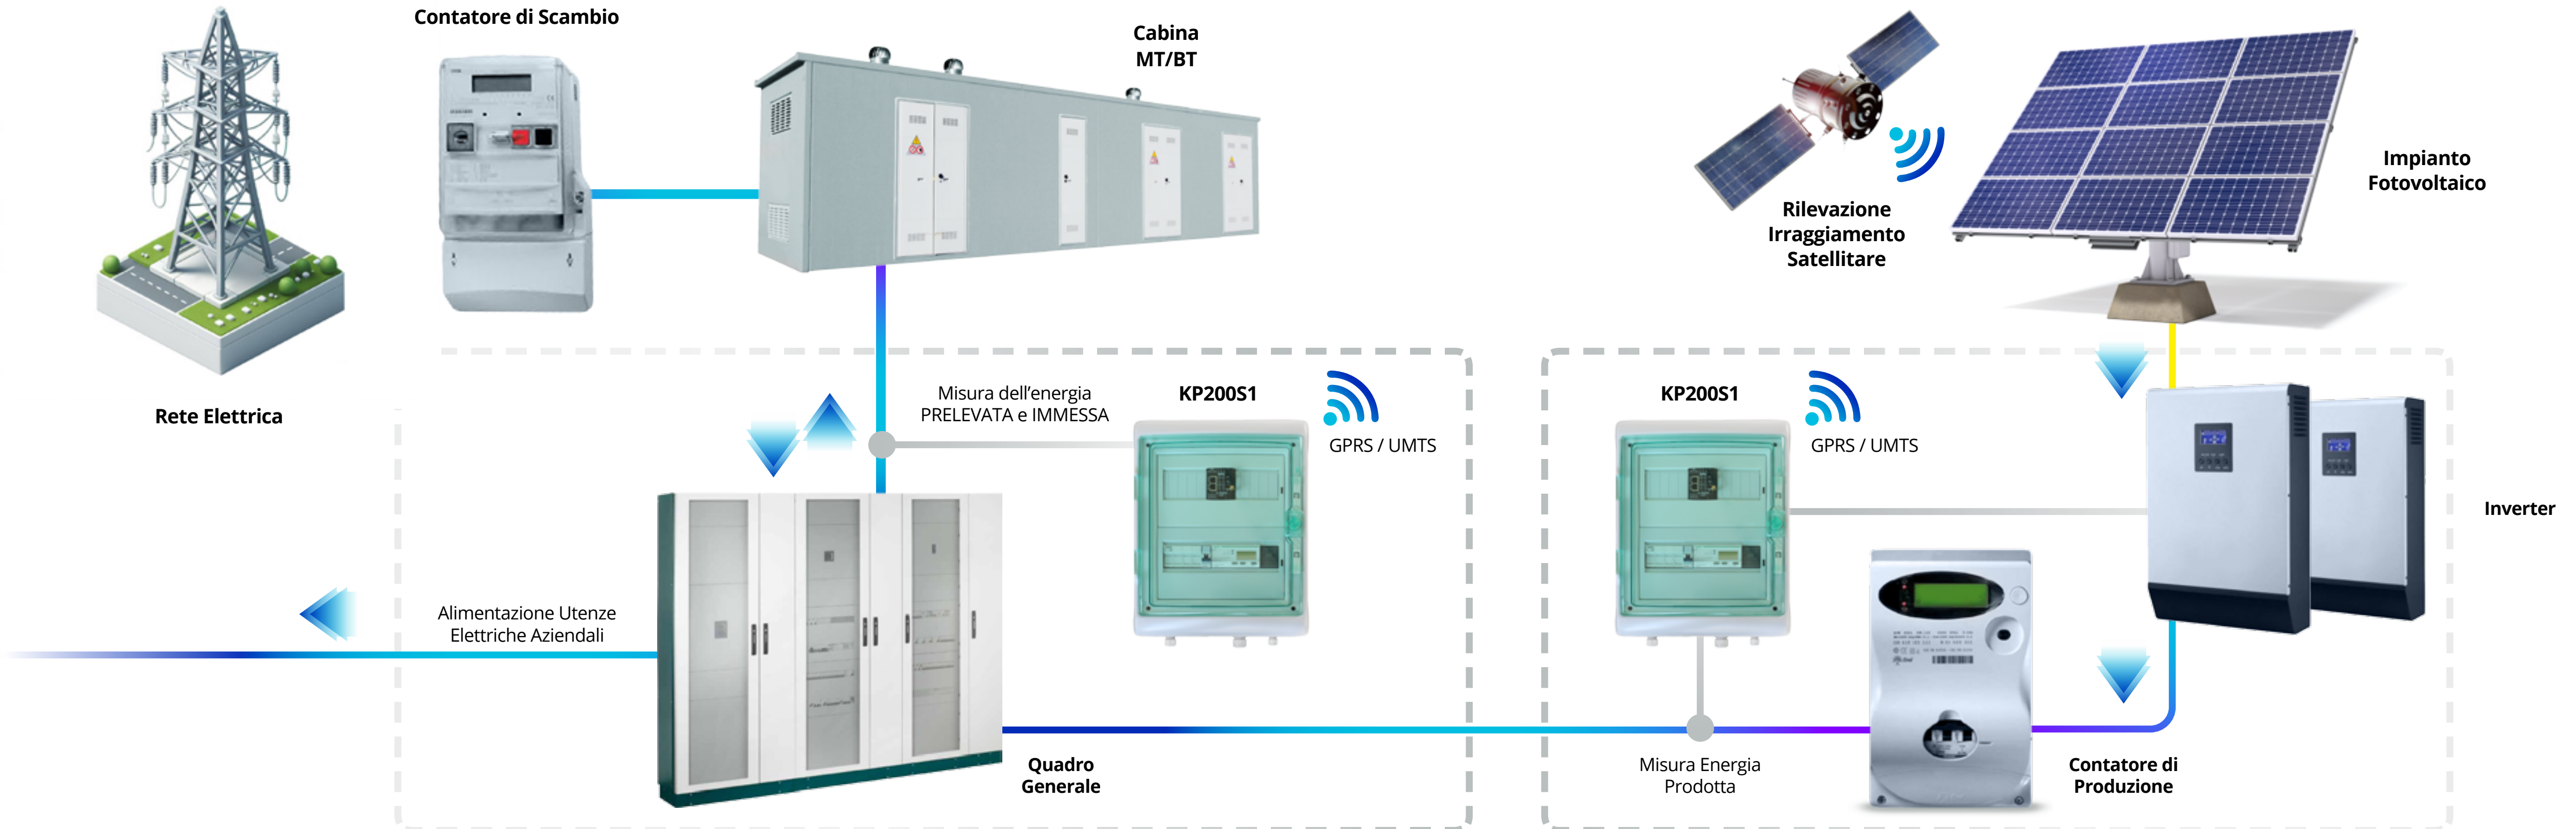 Contatore di Scambio
Cabina
MT/BT
Rilevazione
Irraggiamento
Satellitare
Impianto
Fotovoltaico
Rete Elettrica
Misura dell'energia
PRELEVATA e IMMESSA
KP200S1
GPRS / UMTS
KP200S1
GPRS / UMTS
Inverter
Alimentazione Utenze
Elettriche Aziendali
Quadro
Generale
Misura Energia
Prodotta
Contatore di
Produzione